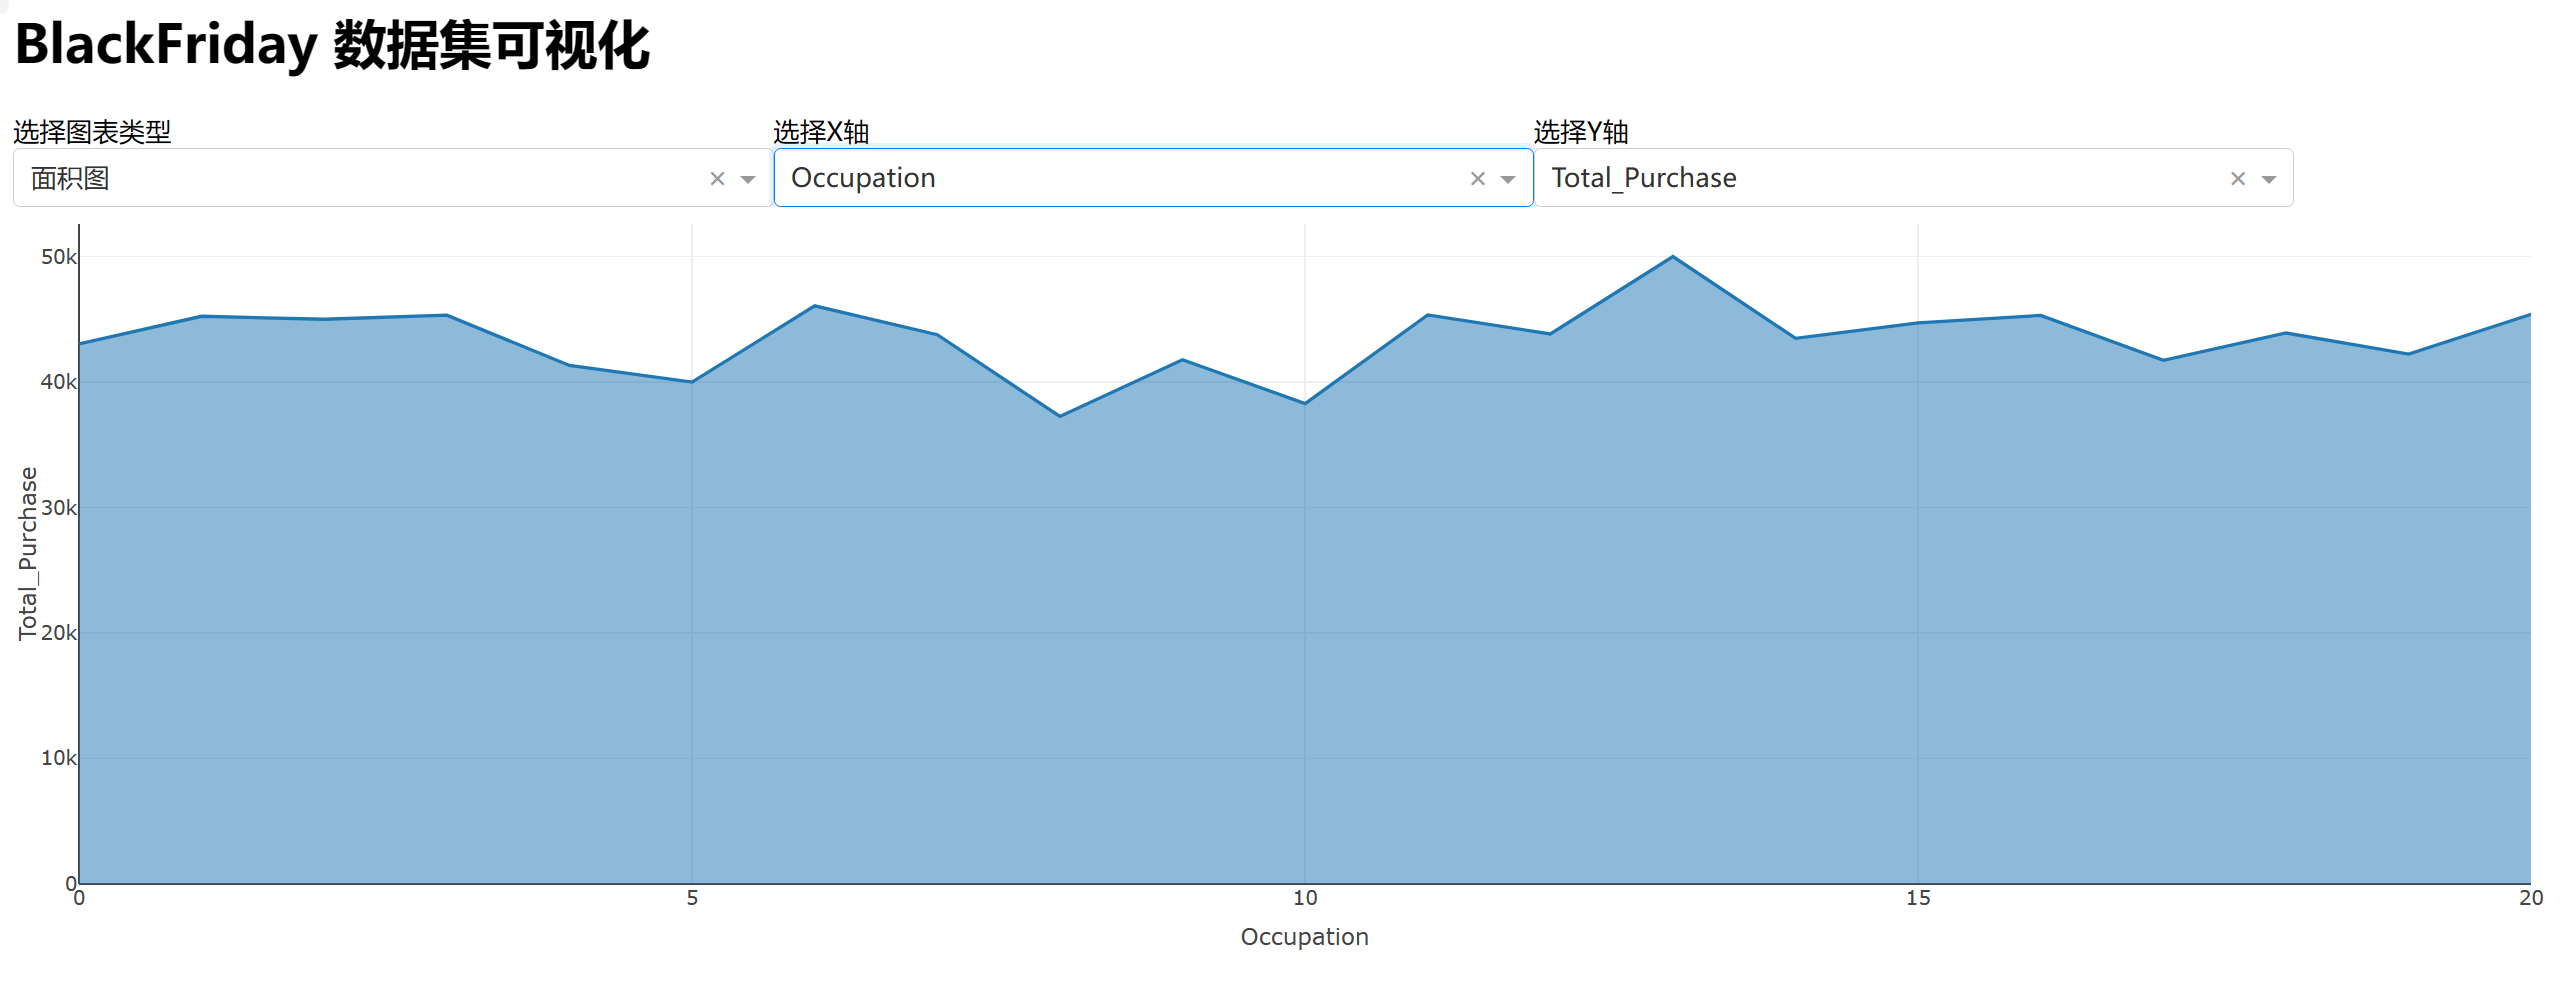 BlackFriday 数据集可视化
选择图表类型
选择X轴
选择Y轴
面积图
Occupation
Total_Purchase
50k
40k
30k
20k
10k
0
Total_Purchase
0
5
10
15
20
Occupation